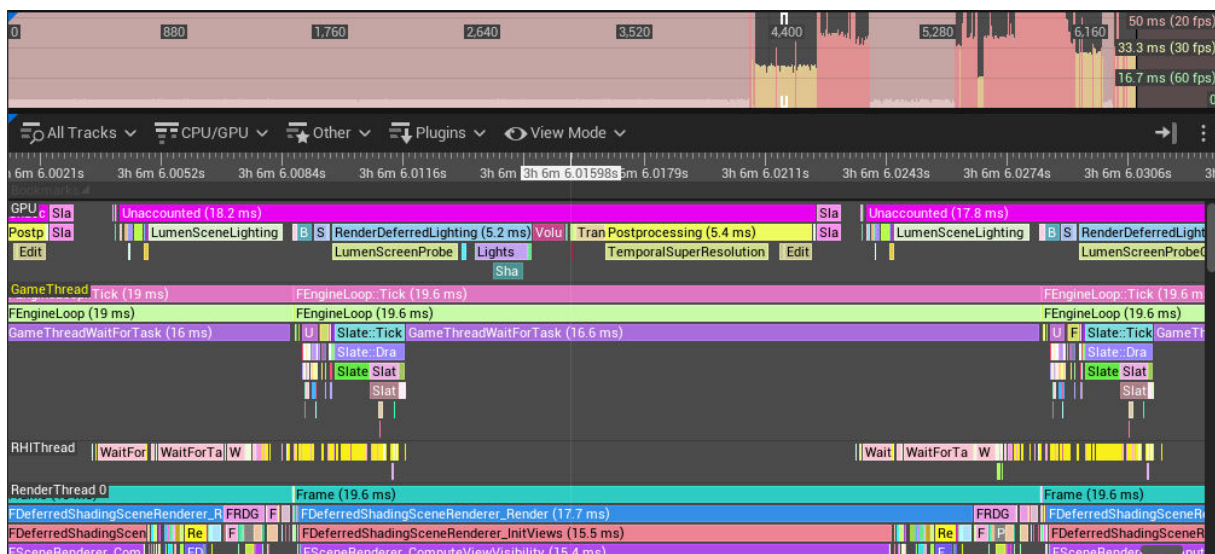 50 ms (20 fps)
0 880 1,760 2,640 3,520 4,400 5,280 6,160
33.3 ms (30 fps)
16.7 ms (60 fps)
All Tracks CPU/GPU Other Plugins View Mode
6m 6.0021s 3h 6m 6.0052s 3h 6m 6.0084s 3h 6m 6.0116s 3h 6m 3h 6m 6.01598s 6m 6.0179s 3h 6m 6.0211s 3h 6m 6.0243s 3h 6m 6.0274s 3h 6m 6.0306s
Bookmarks
GPU Sla Unaccounted (18.2 ms) Sla Unaccounted (17.8 ms)
Postp Sla LumenSceneLighting B S RenderDeferredLighting (5.2 ms) Volu Tran Postprocessing (5.4 ms) Sla LumenSceneLighting B S RenderDeferredLight
Edit LumenScreenProbe Lights TemporalSuperResolution Edit LumenScreenProbeG
Sha
GameThread Tick (19 ms) FEngineLoop::Tick (19.6 ms) FEngineLoop::Tick (19.6 m
FEngineLoop (19 ms) FEngineLoop (19.6 ms) FEngineLoop (19.6 ms)
GameThreadWaitForTask (16 ms) U Slate::Tick GameThreadWaitForTask (16.6 ms) U F Slate::Tick GameTh
Slate::Dra Slate::Dra
Slate Slat Slate Slat
Slat Slat
RHIThread WaitFor WaitForTa W Wait WaitForTa W
RenderThread 0 Frame (19.6 ms) Frame (19.6 ms)
FDeferredShadingSceneRenderer_R FRDG F FDeferredShadingSceneRenderer_Render (17.7 ms) FRDG FDeferredShadingSceneR
FDeferredShadingScen Re F FDeferredShadingSceneRenderer_InitViews (15.5 ms) Re F P FDeferredShadingSceneR
FSceneRenderer_Com FD FSceneRenderer_ComputeViewVisibility (15.4 ms)